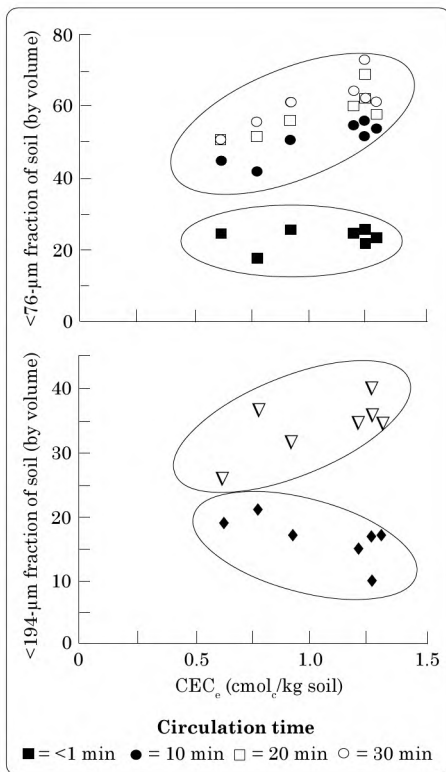 <76-µm fraction of soil (by volume)
80
60
40
20
0
<194-µm fraction of soil (by volume)
40
30
20
10
0
0 0.5 1.0 1.5
CECe (cmolc/kg soil)
Circulation time
■ = <1 min ● = 10 min □ = 20 min ○ = 30 min